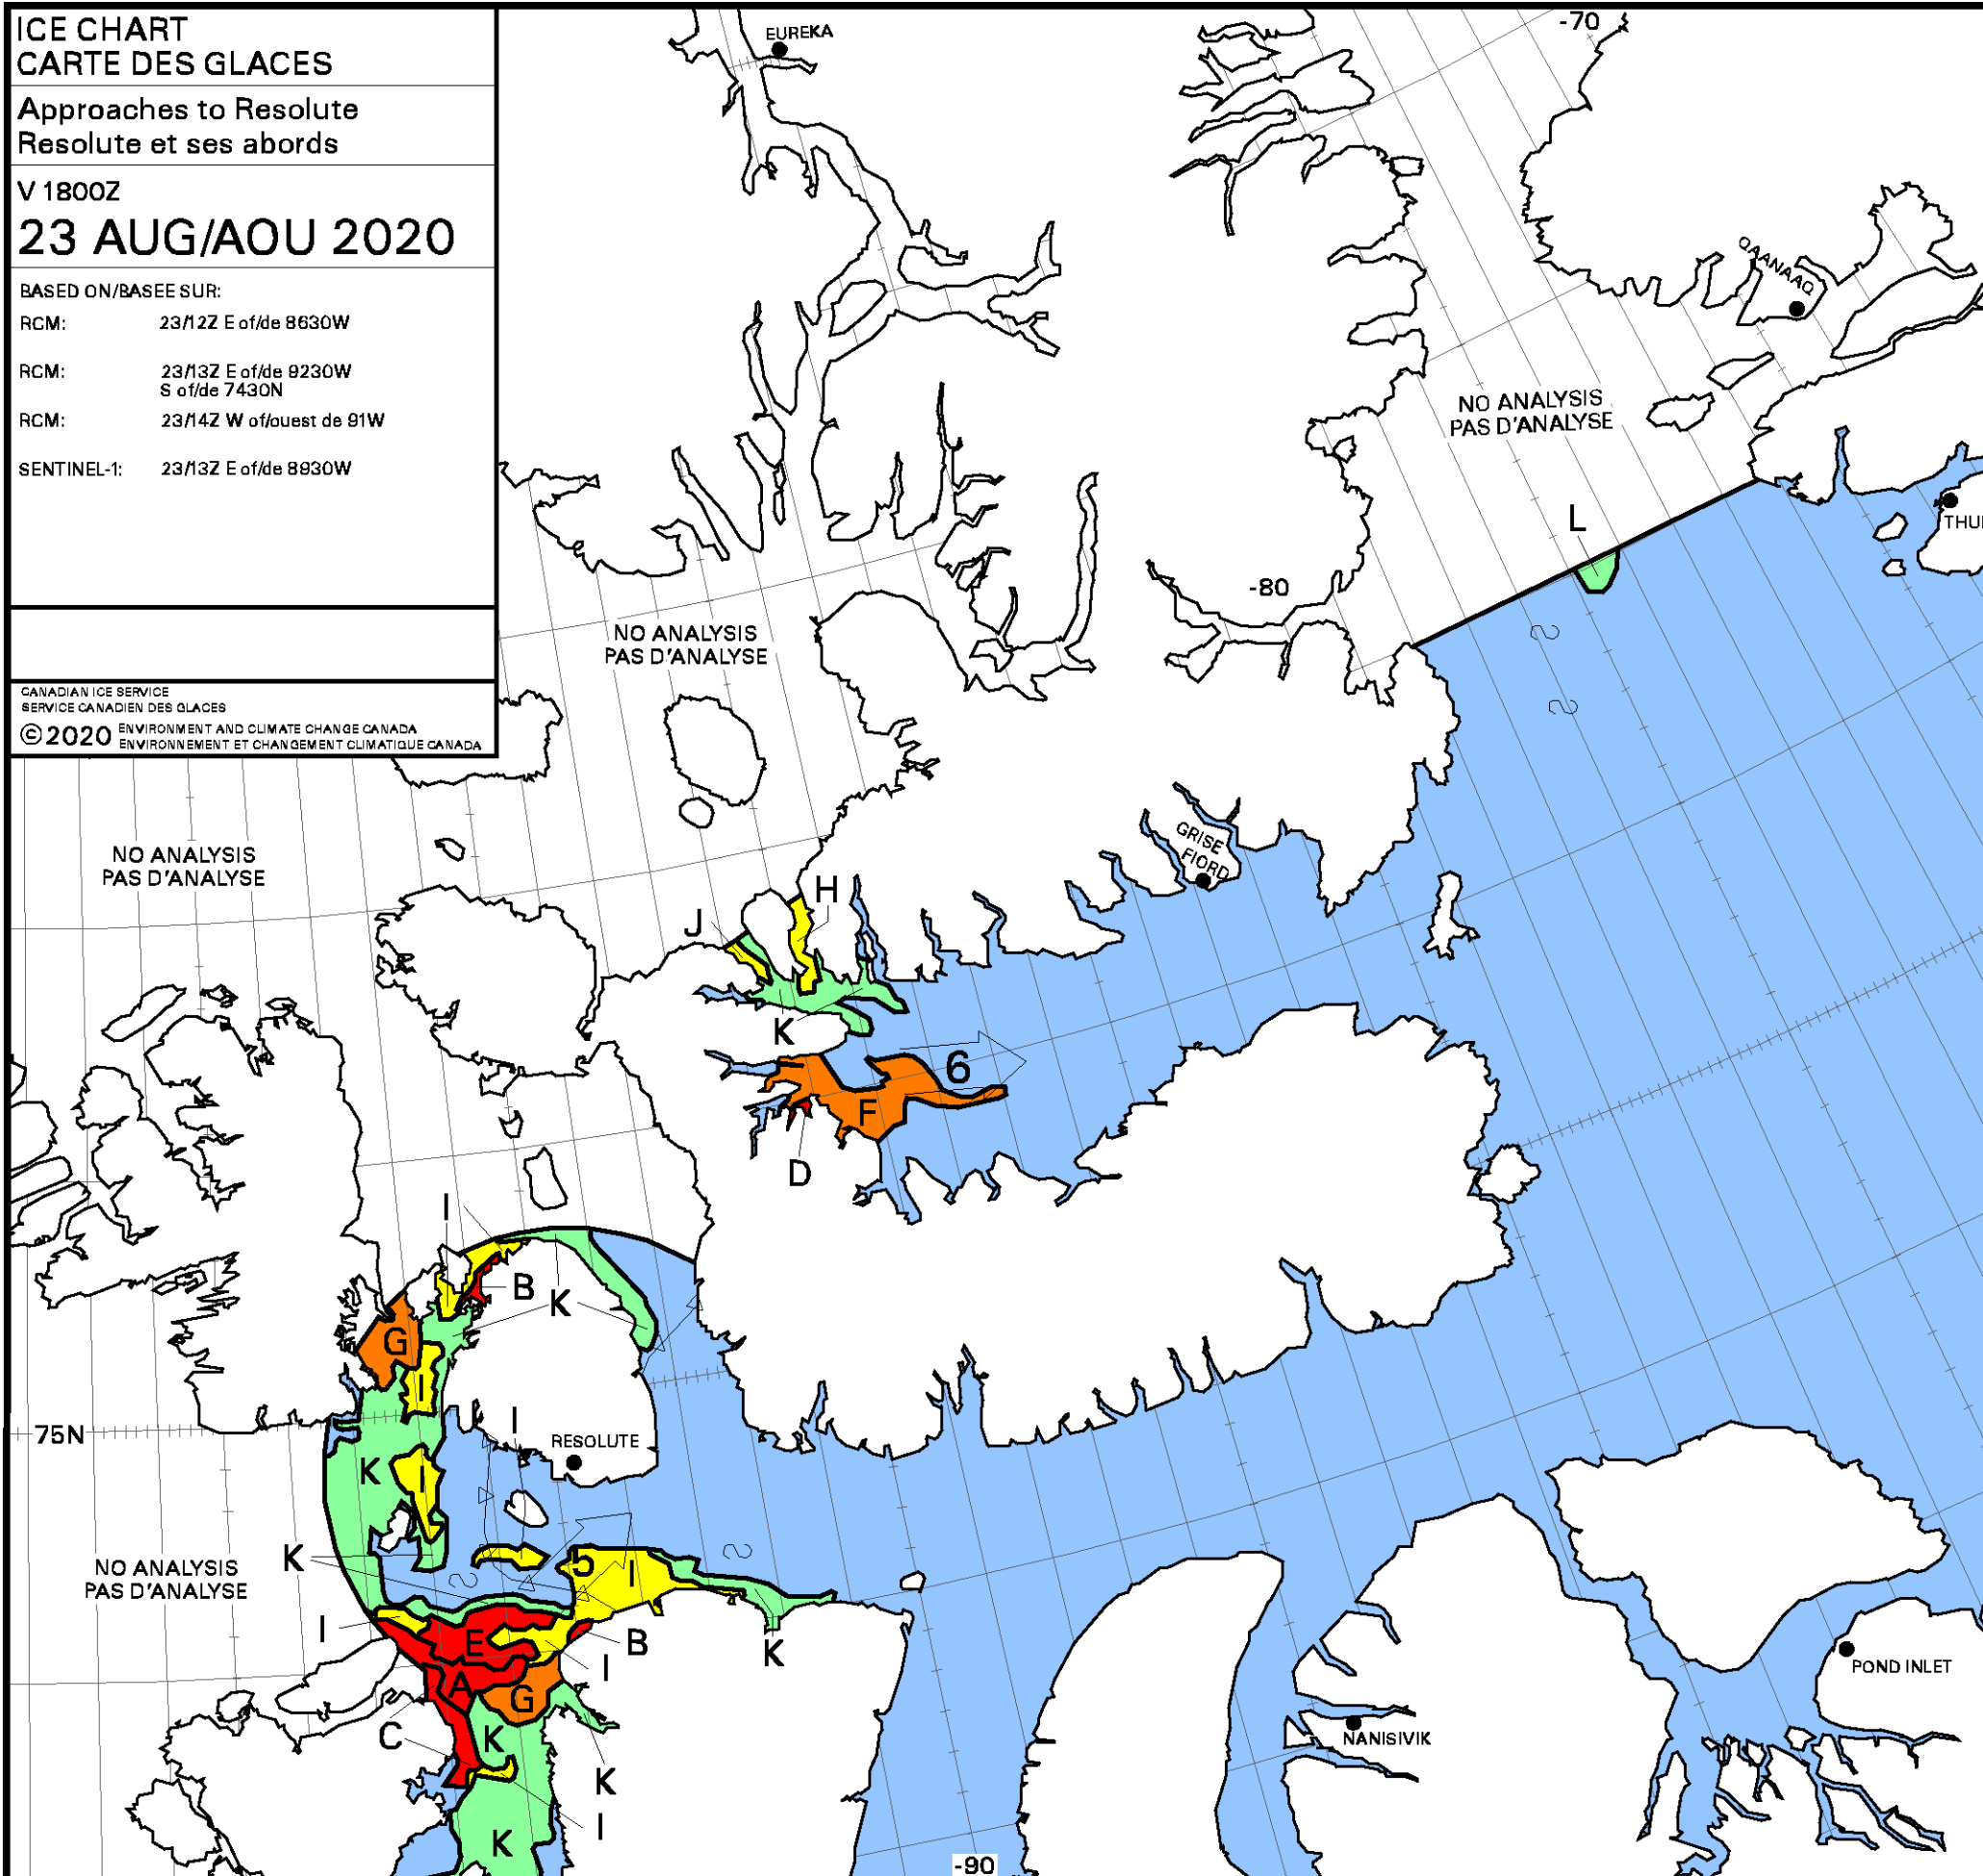 ICE CHART
CARTE DES GLACES
Approaches to Resolute
Resolute et ses abords
V 1800Z
23 AUG/AOU 2020
BASED ON/BASEE SUR:
RCM: 23/12Z E of/de 8630W
RCM: 23/13Z E of/de 9230W
S of/de 7430N
RCM: 23/14Z W of/ouest de 91W
SENTINEL-1: 23/13Z E of/de 8930W
CANADIAN ICE SERVICE
SERVICE CANADIEN DES GLACES
© 2020 ENVIRONMENT AND CLIMATE CHANGE CANADA
ENVIRONNEMENT ET CHANGEMENT CLIMATIQUE CANADA
EUREKA
-70
QAANAAQ
NO ANALYSIS
PAS D'ANALYSE
L
THU
-80
NO ANALYSIS
PAS D'ANALYSE
GRISE
FIORD
NO ANALYSIS
PAS D'ANALYSE
H
J
K
6
F
D
I
B
K
G
I
I
75N
RESOLUTE
K
I
K
5
I
NO ANALYSIS
PAS D'ANALYSE
I
E
B
K
I
A
G
POND INLET
C
K
NANISIVIK
K
I
K
-90